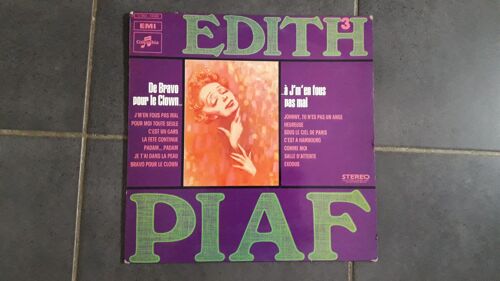 EMI
Columbia
EDITH
3
De Bravo
pour le Clown...
J'M'EN FOUS PAS MAL
POUR MOI TOUTE SEULE
C'EST UN GARS
LA FETE CONTINUE
PADAM... PADAM
JE T'AI DANS LA PEAU
BRAVO POUR LE CLOWN
...à J'm'en fous
pas mal
JOHNNY, TU N'ES PAS UN ANGE
HEUREUSE
SOUS LE CIEL DE PARIS
C'EST A HAMBOURG
COMME MOI
SALLE D'ATTENTE
EXODUS
STEREO
PIAF